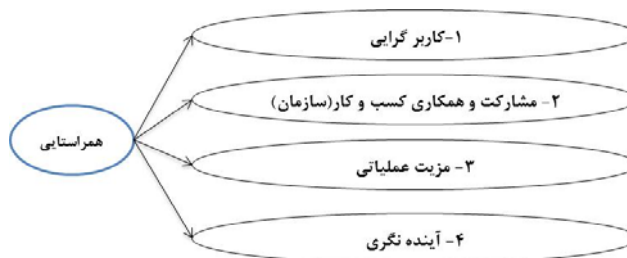 ۱-کاربر گرایی
۲- مشارکت و همکاری کسب و کار(سازمان)
همراستایی
۳- مزیت عملیاتی
۴- آینده نگری